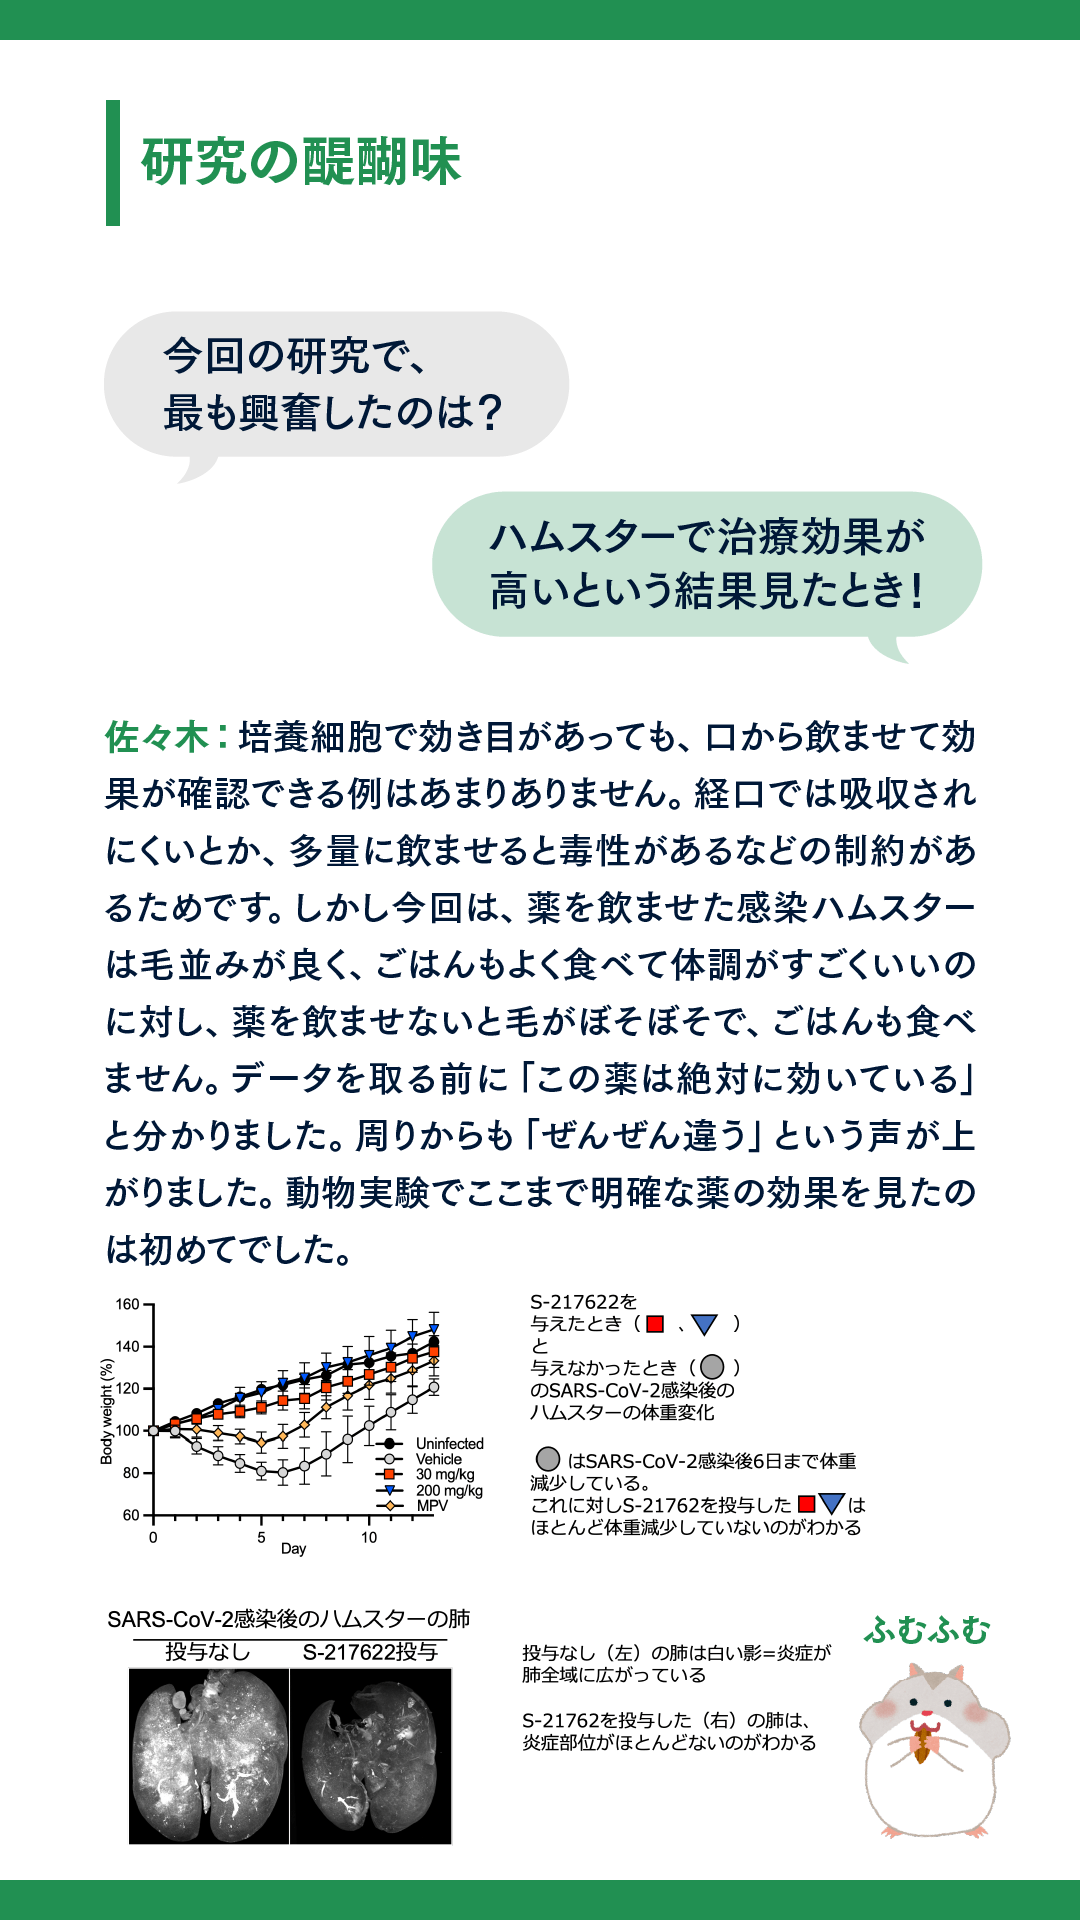 研究の醍醐味
今回の研究で、
最も興奮したのは？
ハムスターで治療効果が
高いという結果見たとき！
佐々木：培養細胞で効き目があっても、口から飲ませて効
果が確認できる例はあまりありません。経口では吸収され
にくいとか、多量に飲ませると毒性があるなどの制約があ
るためです。しかし今回は、薬を飲ませた感染ハムスター
は毛並みが良く、ごはんもよく食べて体調がすごくいいの
に対し、薬を飲ませないと毛がぼそぼそで、ごはんも食べ
ません。データを取る前に「この薬は絶対に効いている」
と分かりました。周りからも「ぜんぜん違う」という声が上
がりました。動物実験でここまで明確な薬の効果を見たの
は初めてでした。
160
140
120
100
80
60
Body weight (%)
0
5
10
Day
Uninfected
Vehicle
30 mg/kg
200 mg/kg
MPV
S-217622を
与えたとき（ 、 ）
と
与えなかったとき（ ）
のSARS-CoV-2感染後の
ハムスターの体重変化
はSARS-CoV-2感染後6日まで体重
減少している。
これに対しS-21762を投与した は
ほとんど体重減少していないのがわかる
SARS-CoV-2感染後のハムスターの肺
投与なし
S-217622投与
投与なし（左）の肺は白い影=炎症が
肺全域に広がっている
S-21762を投与した（右）の肺は、
炎症部位がほとんどないのがわかる
ふむふむ